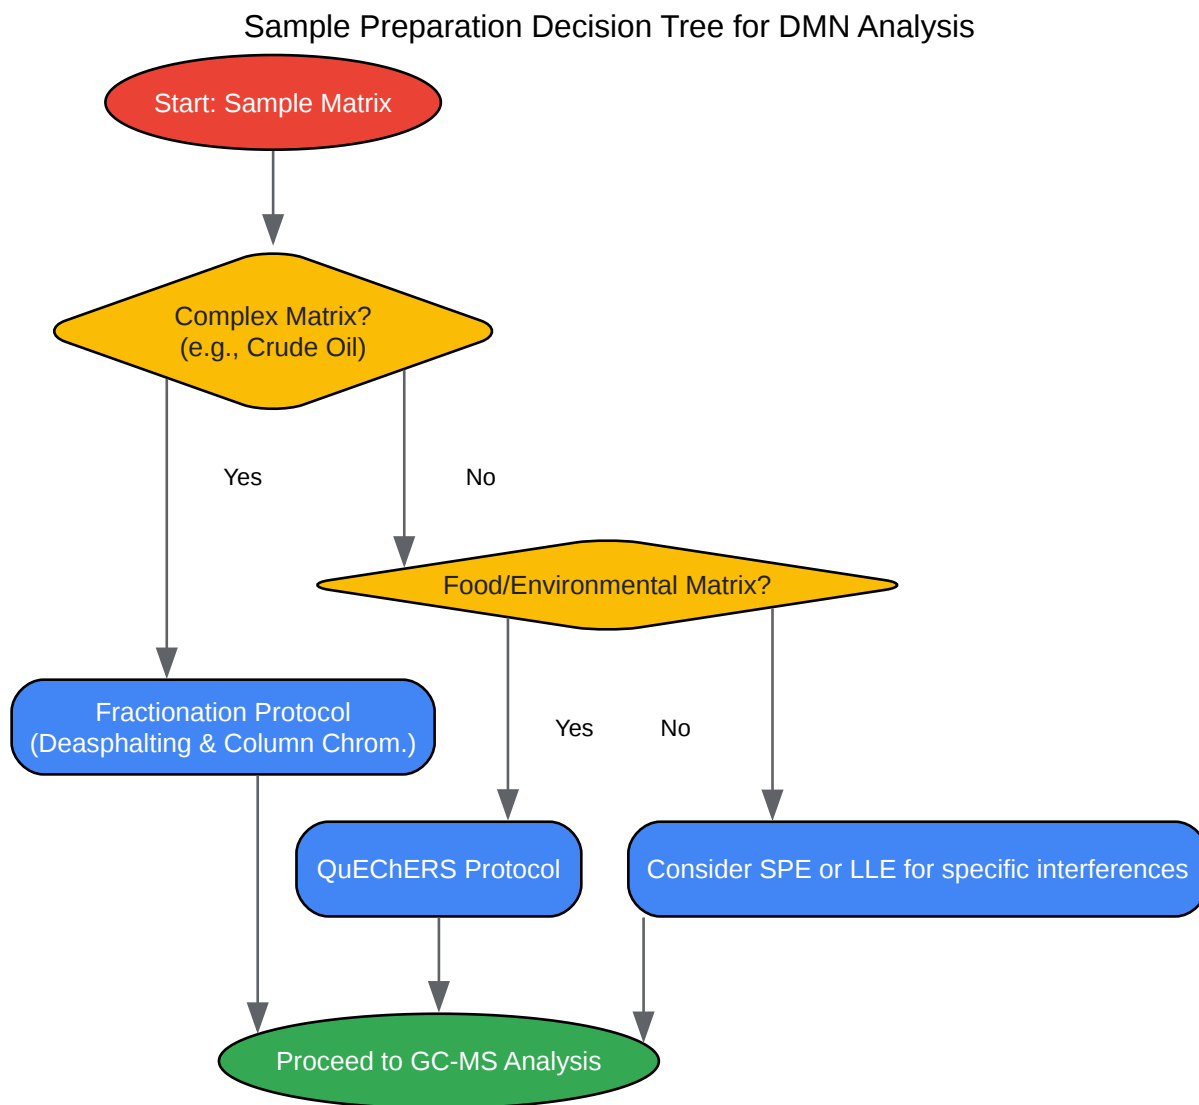 Sample Preparation Decision Tree for DMN Analysis
Start: Sample Matrix
Complex Matrix?
(e.g., Crude Oil)
Yes
No
Food/Environmental Matrix?
Fractionation Protocol
(Deasphalting & Column Chrom.)
Yes
No
QuEChERS Protocol
Consider SPE or LLE for specific interferences
Proceed to GC-MS Analysis